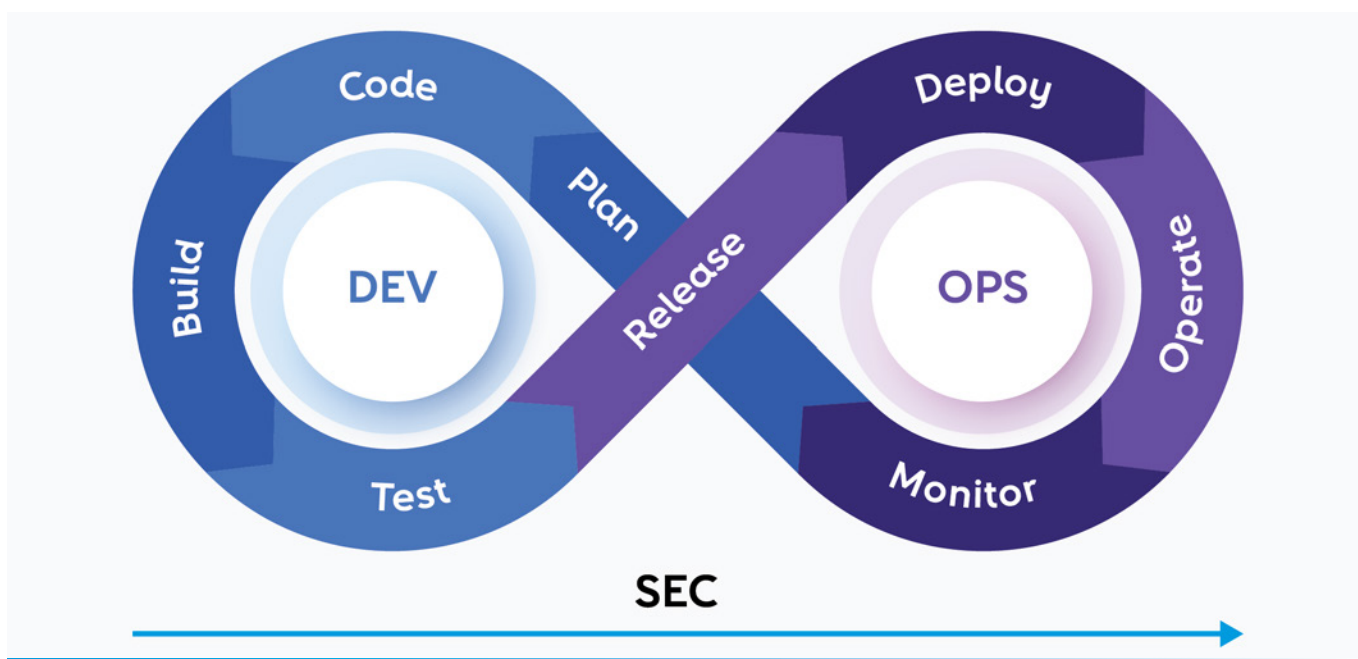 Code
Deploy
Plan
Build
DEV
Release
OPS
Operate
Test
Monitor
SEC